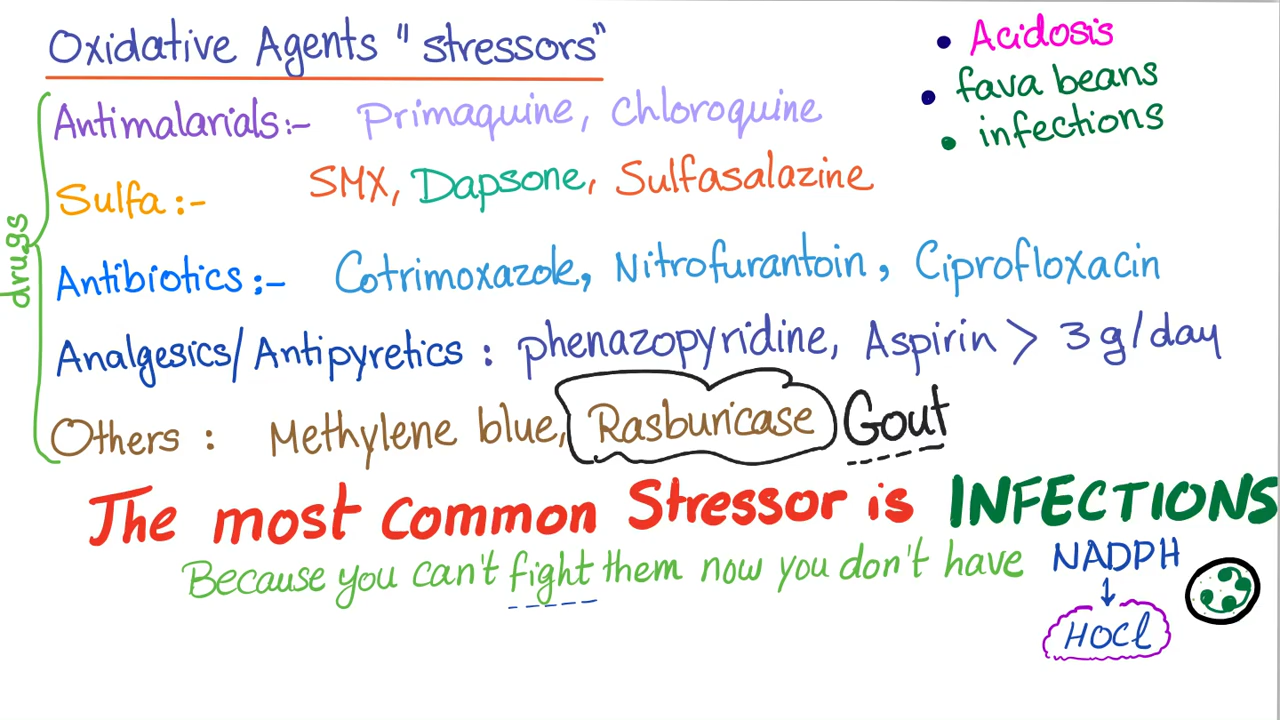 Oxidative Agents "stressors"
• Acidosis
• fava beans
• infections
drugs
Antimalarials:- Primaquine, Chloroquine
Sulfa:- SMX, Dapsone, Sulfasalazine
Antibiotics:- Cotrimoxazole, Nitrofurantoin, Ciprofloxacin
Analgesics/Antipyretics: phenazopyridine, Aspirin > 3 g/day
Others: Methylene blue, Rasburicase Gout
The most common Stressor is INFECTIONS
Because you can't fight them now you don't have NADPH
↓
HOCl